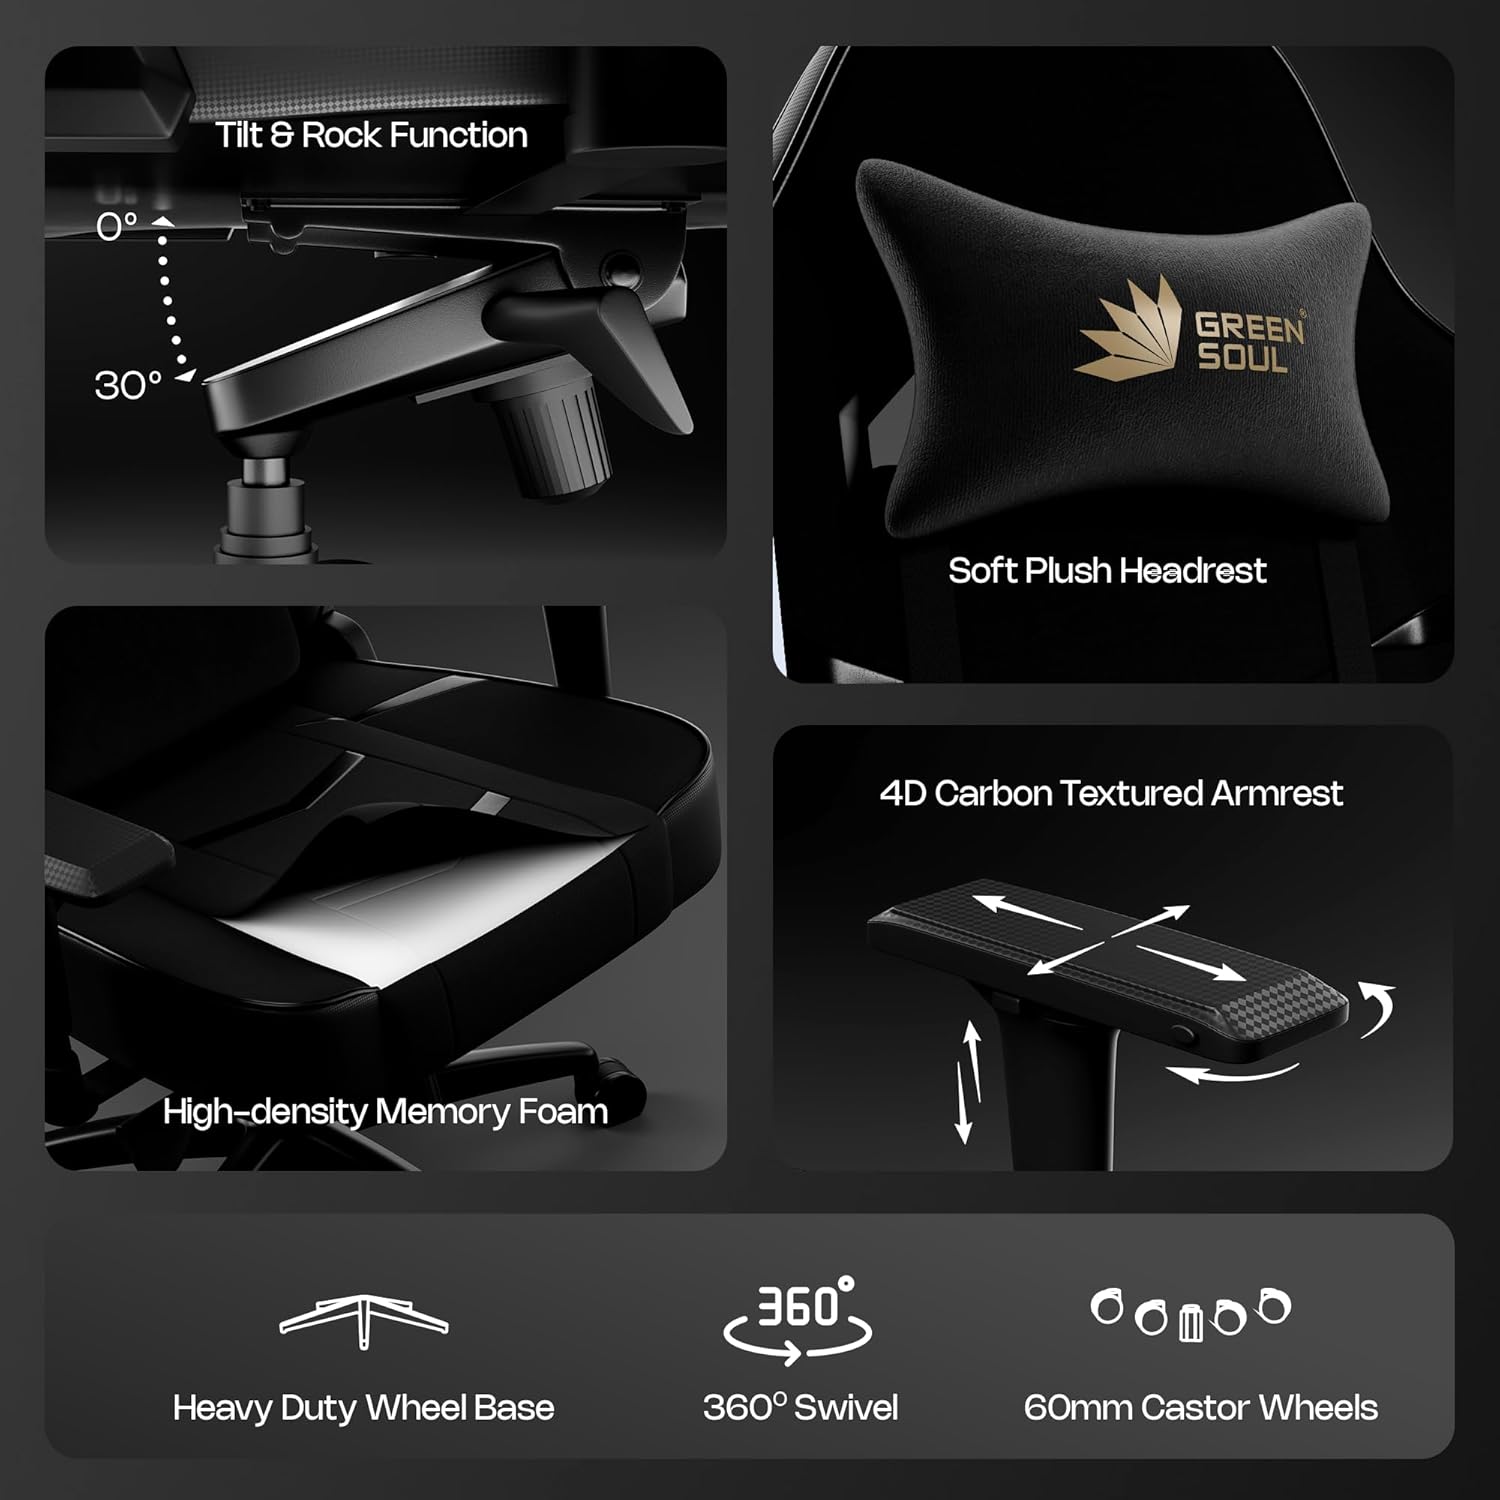 Tilt & Rock Function
0°
30°
GREEN®
SOUL
Soft Plush Headrest
High-density Memory Foam
4D Carbon Textured Armrest
360°
Heavy Duty Wheel Base
360° Swivel
60mm Castor Wheels